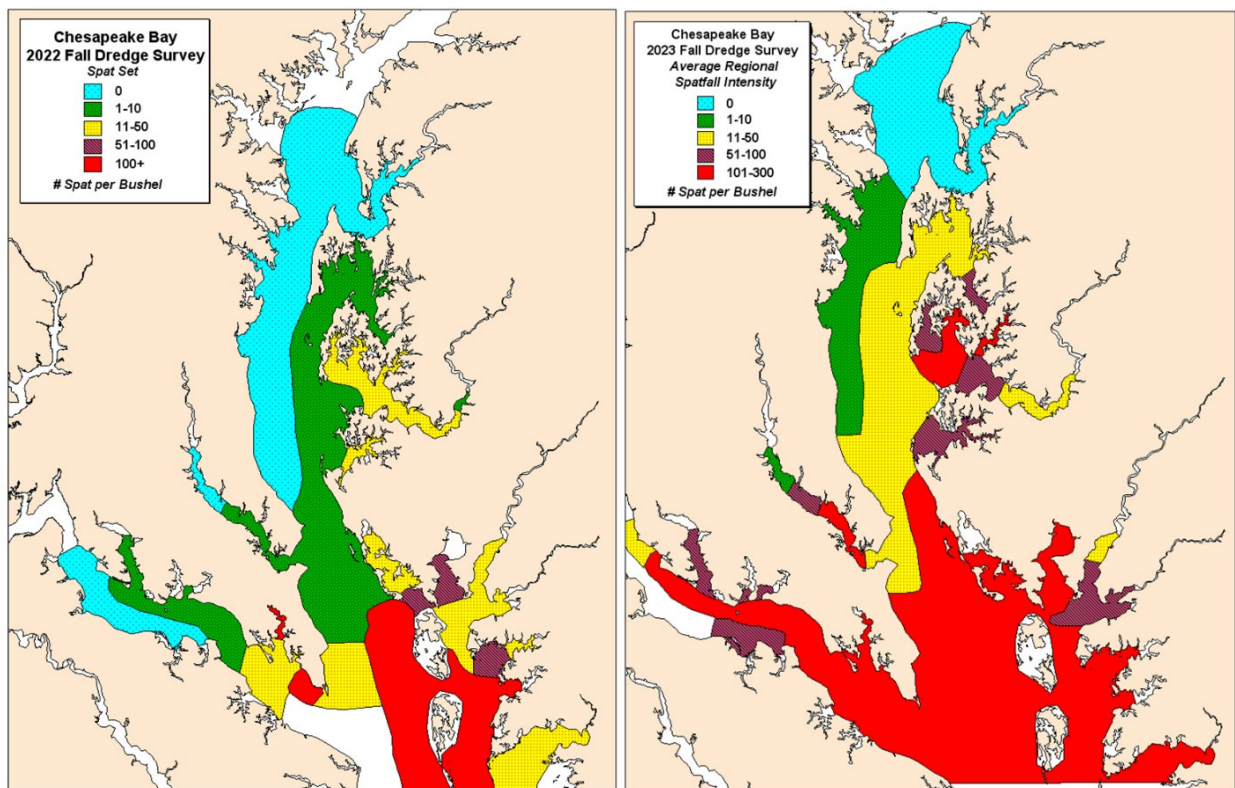 Chesapeake Bay
2022 Fall Dredge Survey
Spat Set
0
1-10
11-50
51-100
100+
# Spat per Bushel
Chesapeake Bay
2023 Fall Dredge Survey
Average Regional
Spatfall Intensity
0
1-10
11-50
51-100
101-300
# Spat per Bushel